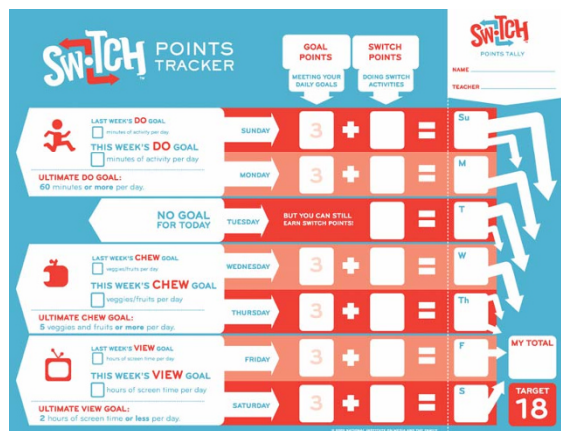 SWITCH™
POINTS
TRACKER
GOAL
POINTS
MEETING YOUR
DAILY GOALS
SWITCH
POINTS
DOING SWITCH
ACTIVITIES
SWITCH
POINTS TALLY
NAME
TEACHER
LAST WEEK'S DO GOAL
minutes of activity per day
THIS WEEK'S DO GOAL
minutes of activity per day
ULTIMATE DO GOAL:
60 minutes or more per day.
SUNDAY 3 + = Su
MONDAY 3 + = M
NO GOAL
FOR TODAY
TUESDAY
BUT YOU CAN STILL
EARN SWITCH POINTS!
= T
LAST WEEK'S CHEW GOAL
veggies/fruits per day
THIS WEEK'S CHEW GOAL
veggies/fruits per day
ULTIMATE CHEW GOAL:
5 veggies and fruits or more per day.
WEDNESDAY 3 + = W
THURSDAY 3 + = Th
LAST WEEK'S VIEW GOAL
hours of screen time per day
THIS WEEK'S VIEW GOAL
hours of screen time per day
ULTIMATE VIEW GOAL:
2 hours of screen time or less per day.
FRIDAY 3 + = F
SATURDAY 3 + = S
MY TOTAL
TARGET
18